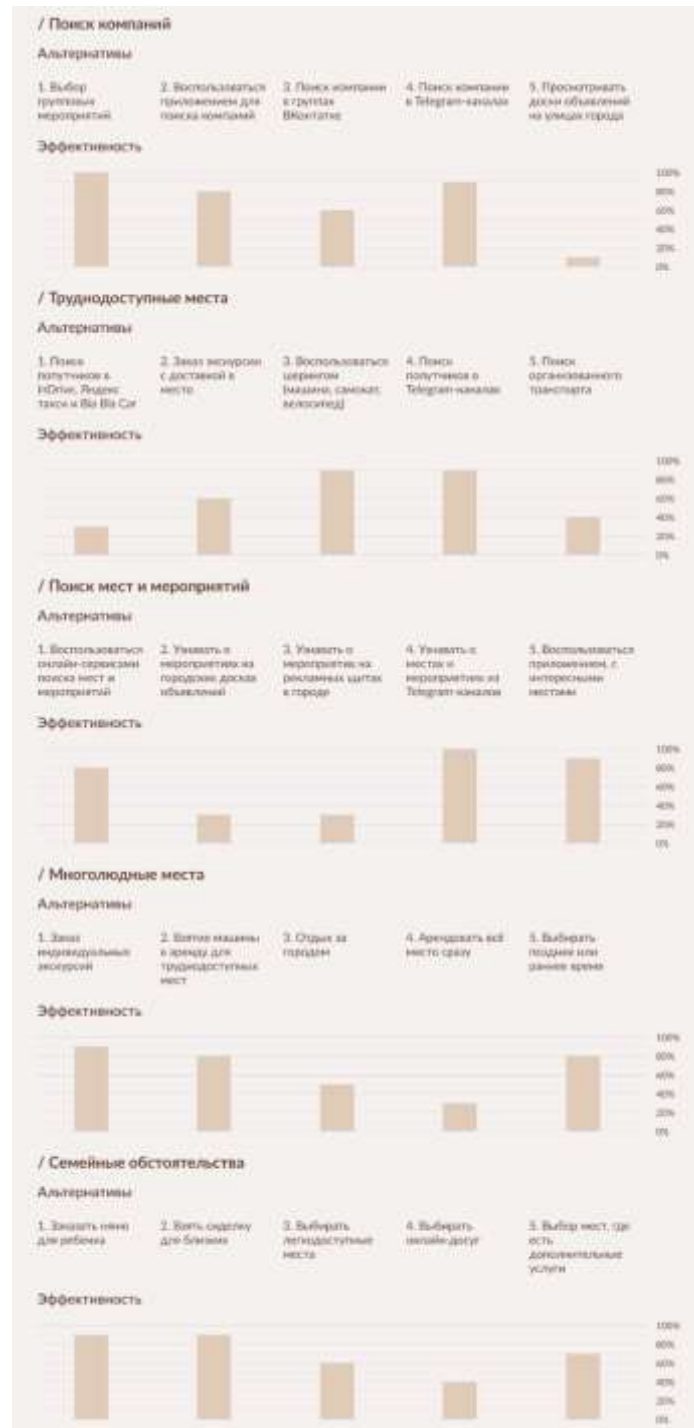 / Поиск компаний
Альтернативы
1. Выбор
групповых
мероприятий
2. Воспользоваться
приложением для
поиска компаний
3. Поиск компании
в группах
ВКонтакте
4. Поиск компании
в Telegram-каналах
5. Просматривать
доски объявлений
на улицах города
Эффективность
100%
80%
60%
40%
20%
0%
/ Труднодоступные места
Альтернативы
1. Поиск
попутчиков в
InDrive, Яндекс
такси и Bla Bla Car
2. Заказ экскурсии
с доставкой в
место
3. Воспользоваться
шерингом
(машина, самокат,
велосипед)
4. Поиск
попутчиков в
Telegram-каналах
5. Поиск
организованного
транспорта
Эффективность
100%
80%
60%
40%
20%
0%
/ Поиск мест и мероприятий
Альтернативы
1. Воспользоваться
онлайн-сервисами
поиска мест и
мероприятий
2. Узнавать о
мероприятиях на
городских досках
объявлений
3. Узнавать о
мероприятиях на
рекламных щитах
в городе
4. Узнавать о
местах и
мероприятиях из
Telegram-каналов
5. Воспользоваться
приложением, с
интересными
местами
Эффективность
100%
80%
60%
40%
20%
0%
/ Многолюдные места
Альтернативы
1. Заказ
индивидуальных
экскурсий
2. Взятие машины
в аренду для
труднодоступных
мест
3. Отдых за
городом
4. Арендовать всё
место сразу
5. Выбирать
позднее или
раннее время
Эффективность
100%
80%
60%
40%
20%
0%
/ Семейные обстоятельства
Альтернативы
1. Заказать няню
для ребенка
2. Взять сиделку
для близких
3. Выбирать
легкодоступные
места
4. Выбирать
онлайн-досуг
5. Выбор мест, где
есть
дополнительные
услуги
Эффективность
100%
80%
60%
40%
20%
0%